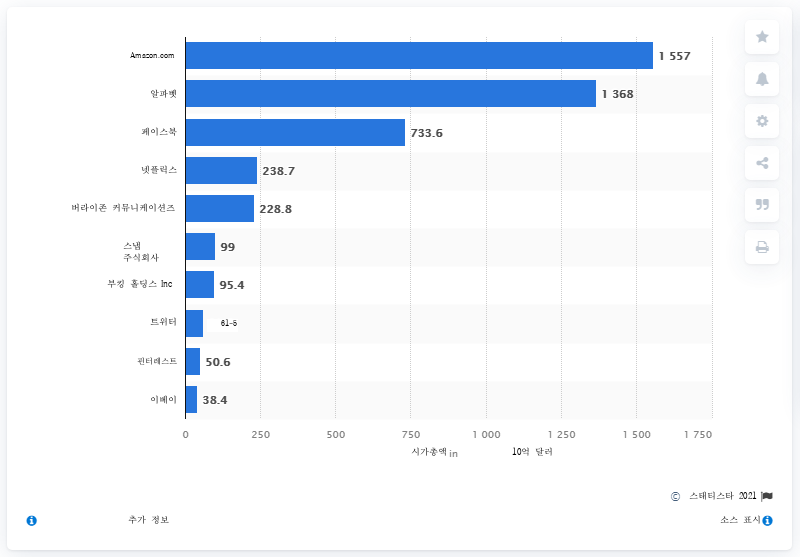 Amazon.com 1 557
알파벳 1 368
페이스북 733.6
넷플릭스 238.7
버라이존 커뮤니케이션즈 228.8
스냅
주식회사 99
부킹 홀딩스 Inc 95.4
트위터 61-5
핀터레스트 50.6
이베이 38.4
0 250 500 750 1 000 1 250 1 500 1 750
시가총액 in 10억 달러
© 스태티스타 2021
추가 정보 소스 표시